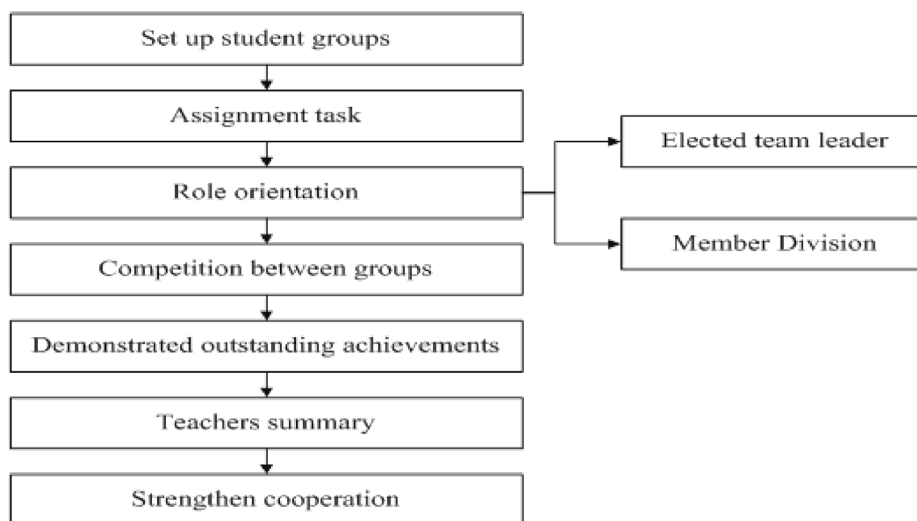 Set up student groups
Assignment task
Role orientation
Elected team leader
Member Division
Competition between groups
Demonstrated outstanding achievements
Teachers summary
Strengthen cooperation